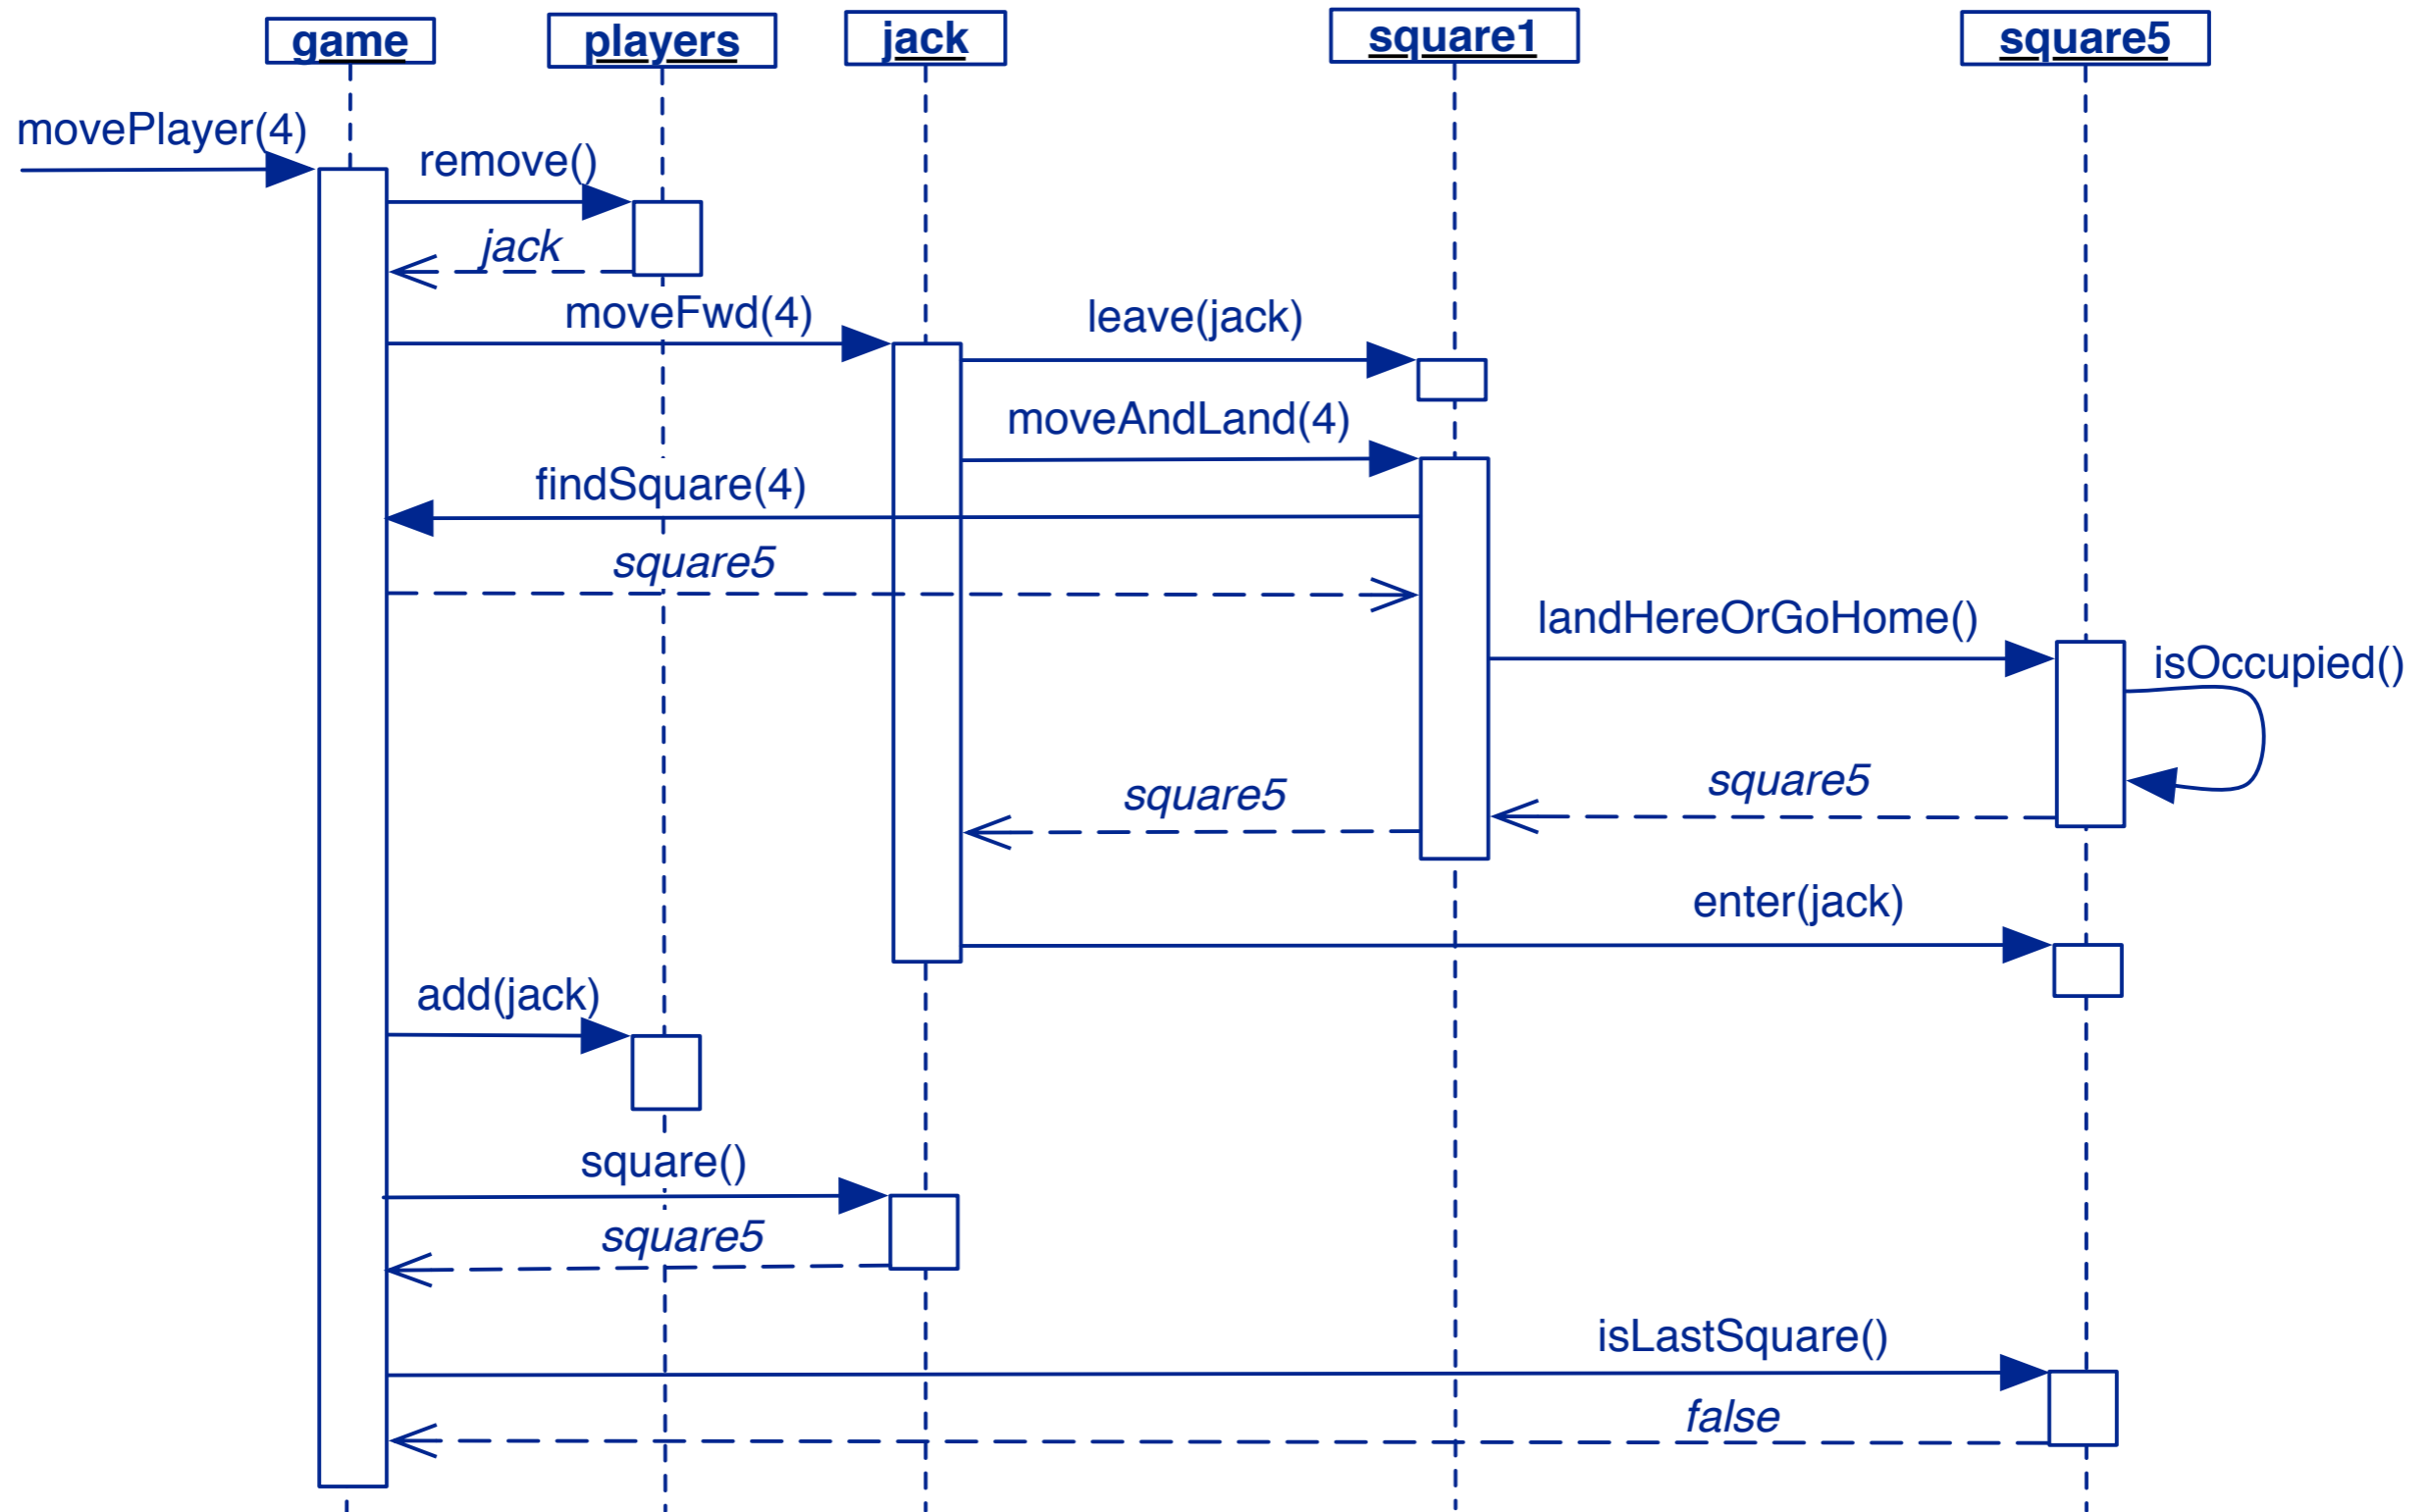 game
players
jack
square1
square5
movePlayer(4)
remove()
jack
moveFwd(4)
leave(jack)
moveAndLand(4)
findSquare(4)
square5
landHereOrGoHome()
isOccupied()
square5
square5
enter(jack)
add(jack)
square()
square5
isLastSquare()
false